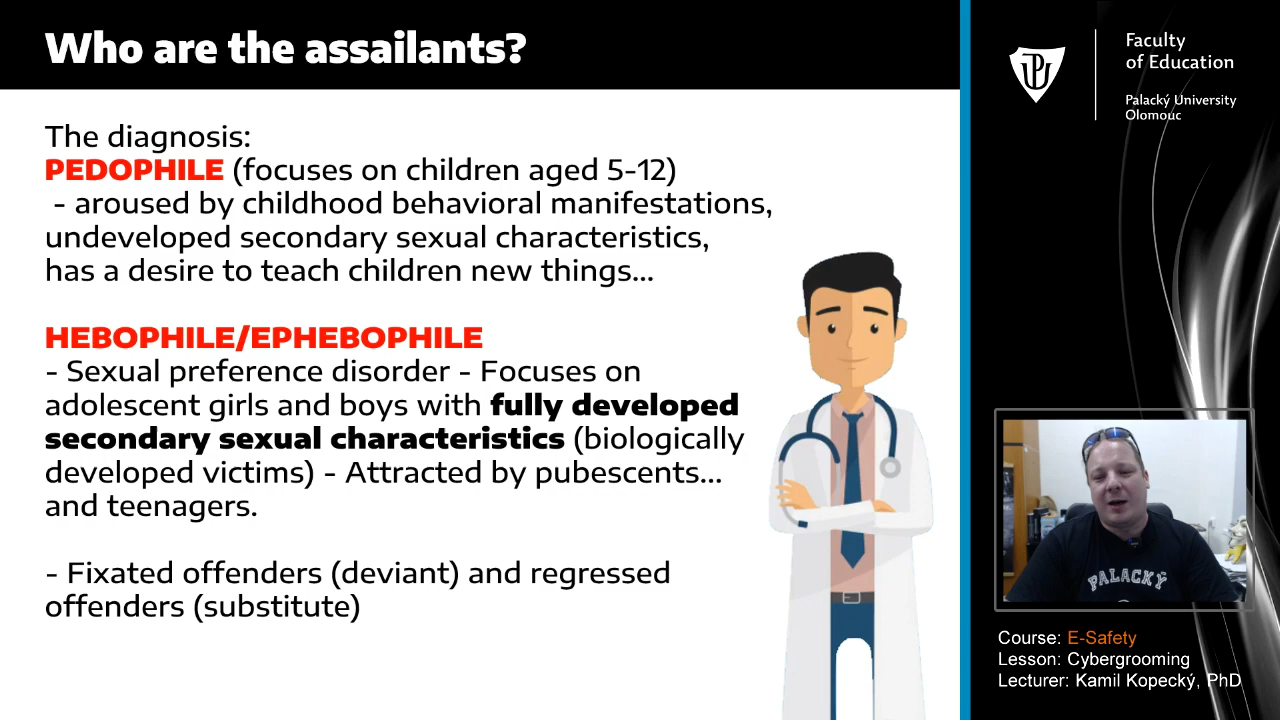 Who are the assailants?
The diagnosis:
PEDOPHILE (focuses on children aged 5-12)
- aroused by childhood behavioral manifestations,
undeveloped secondary sexual characteristics,
has a desire to teach children new things...
HEBOPHILE/EPHEBOPHILE
- Sexual preference disorder - Focuses on
adolescent girls and boys with fully developed
secondary sexual characteristics (biologically
developed victims) - Attracted by pubescents...
and teenagers.
- Fixated offenders (deviant) and regressed
offenders (substitute)
Faculty
of Education
Palacký University
Olomouc
PALACKÝ
Course: E-Safety
Lesson: Cybergrooming
Lecturer: Kamil Kopecký, PhD